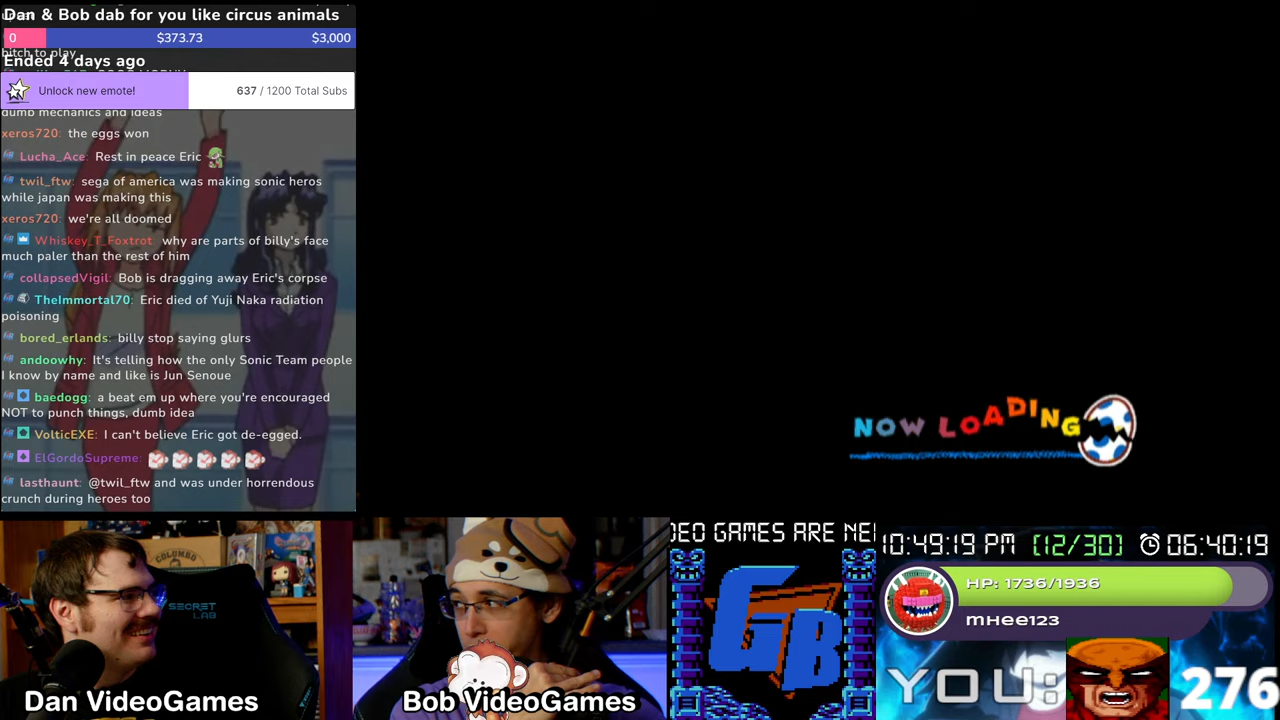 Dan & Bob dab for you like circus animals
0 $373.73 $3,000
bitch to play
Ended 4 days ago
Unlock new emote! 637 / 1200 Total Subs
dumb mechanics and ideas
xeros720: the eggs won
Lucha_Ace: Rest in peace Eric
twil_ftw: sega of america was making sonic heros
while japan was making this
xeros720: we're all doomed
Whiskey_T_Foxtrot why are parts of billy's face
much paler than the rest of him
collapsedVigil: Bob is dragging away Eric's corpse
TheImmortal70: Eric died of Yuji Naka radiation
poisoning
bored_erlands: billy stop saying glurs
andoowhy: It's telling how the only Sonic Team people
I know by name and like is Jun Senoue
baedogg: a beat em up where you're encouraged
NOT to punch things, dumb idea
VolticEXE: I can't believe Eric got de-egged.
ElGordoSupreme:
lasthaunt: @twil_ftw and was under horrendous
crunch during heroes too
NOW LOADING
COLUMBO
SECRET
LAB
Dan VideoGames
Bob VideoGames
DEO GAMES ARE NE
GB
10:49:19 PM [12/30] 06:40:19
HP: 1736/1936
mHee123
YOU: 276